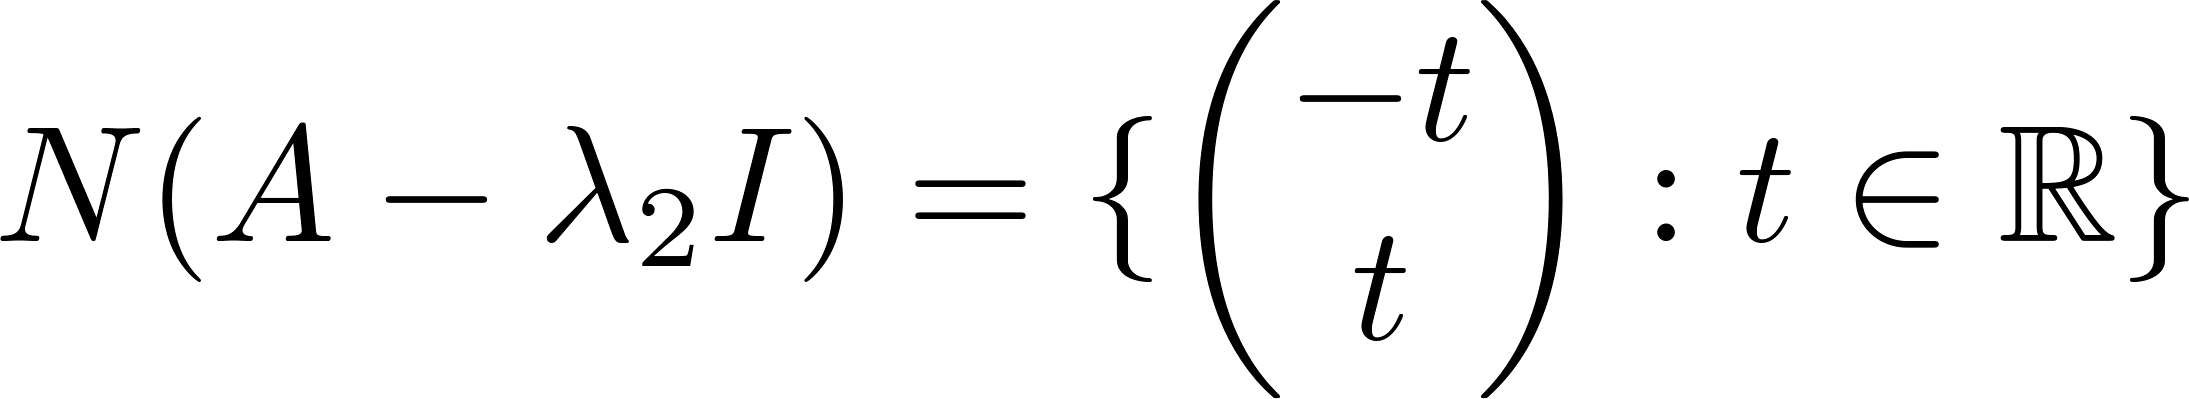 N(A − λ₂I) = {(−t t) : t ∈ ℝ}